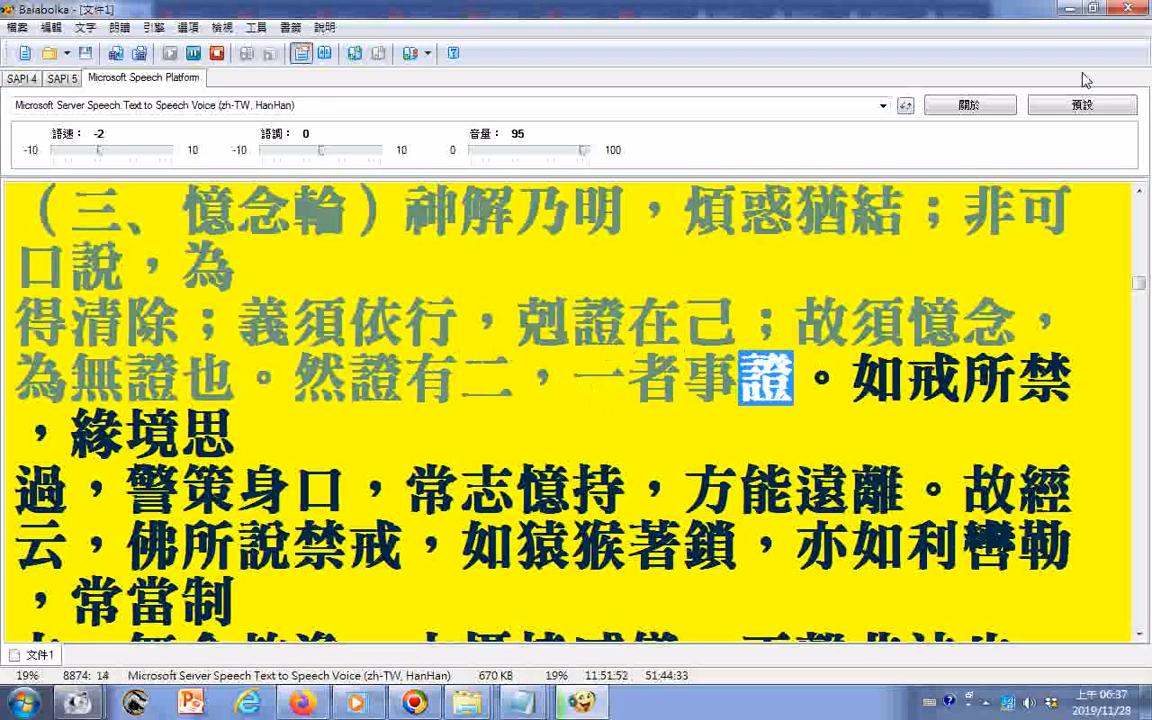 Balabolka - [文件1]
檔案 編輯 文字 朗讀 引擎 選項 檢視 工具 書籤 說明
SAPI 4 SAPI 5 Microsoft Speech Platform
Microsoft Server Speech Text to Speech Voice (zh-TW, HanHan) 關於 預設
語速： -2 語調： 0 音量： 95
-10 10 -10 10 0 100
（三、憶念輪）神解乃明，煩惑猶結；非可
口說，為
得清除；義須依行，剋證在己；故須憶念，
為無證也。然證有二，一者事證。如戒所禁
，緣境思
過，警策身口，常志憶持，方能遠離。故經
云，佛所說禁戒，如猿猴著鎖，亦如利轡勒
，常當制
文件1
19% 8874: 14 Microsoft Server Speech Text to Speech Voice (zh-TW, HanHan) 670 KB 19% 11:51:52 51:44:33
上午 06:37
2019/11/28